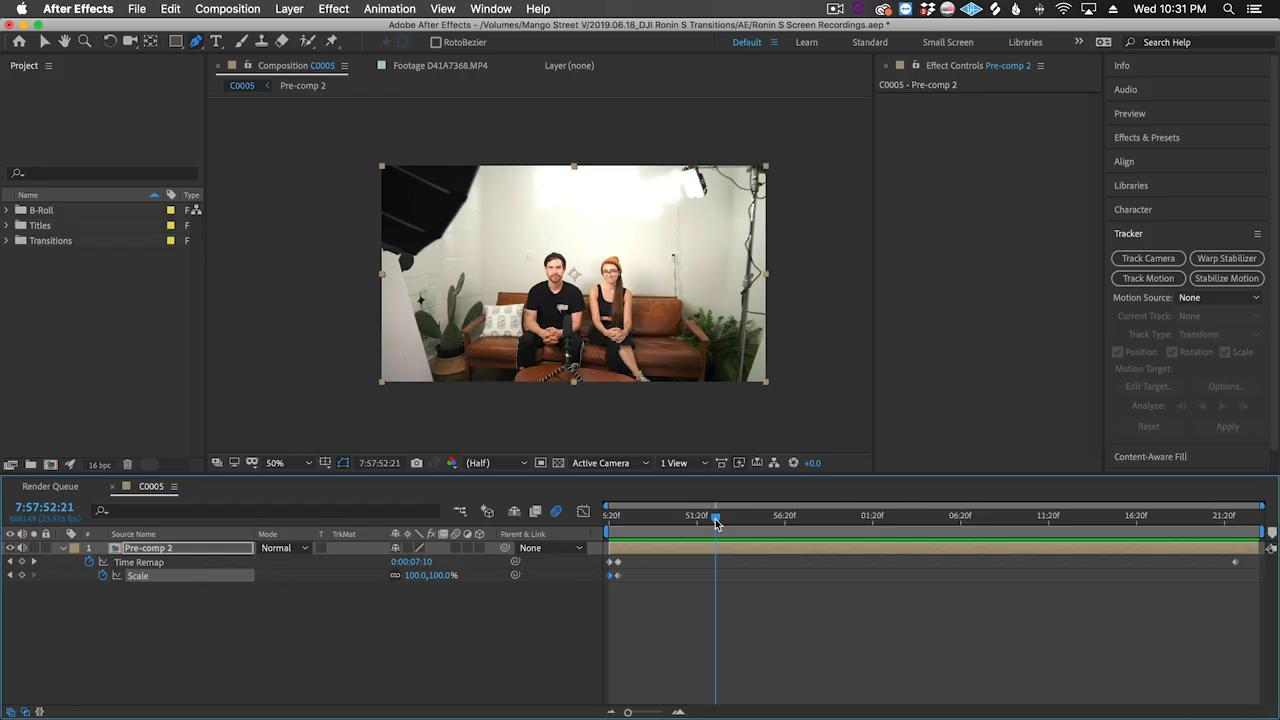 After Effects File Edit Composition Layer Effect Animation View Window Help Wed 10:31 PM
Adobe After Effects - /Volumes/Mango Street V/2019.06.18_DJI Ronin S Transitions/AE/Ronin S Screen Recordings.aep *
RotoBezier Default Learn Standard Small Screen Libraries Search Help
Project Composition C0005 Footage D41A7368.MP4 Layer (none) Effect Controls Pre-comp 2 Info
C0005 Pre-comp 2 C0005 - Pre-comp 2
Audio
Preview
Effects & Presets
Align
Libraries
Name Type
B-Roll F
Titles F
Transitions F
Character
Tracker
Track Camera Warp Stabilizer
Track Motion Stabilize Motion
Motion Source: None
Current Track: None
Track Type: Transform
Position Rotation Scale
Motion Target:
Edit Target... Options...
Analyze:
Reset Apply
Content-Aware Fill
16 bpc 50% 7:57:52:21 (Half) Active Camera 1 View +0.0
Render Queue C0005
7:57:52:21
688149 (23.976 fps)
5:20f 51:20f 56:20f 01:20f 06:20f 11:20f 16:20f 21:20f
# Source Name Mode T TrkMat Parent & Link
1 Pre-comp 2 Normal None
Time Remap 0:00:07:10
Scale 100.0,100.0%